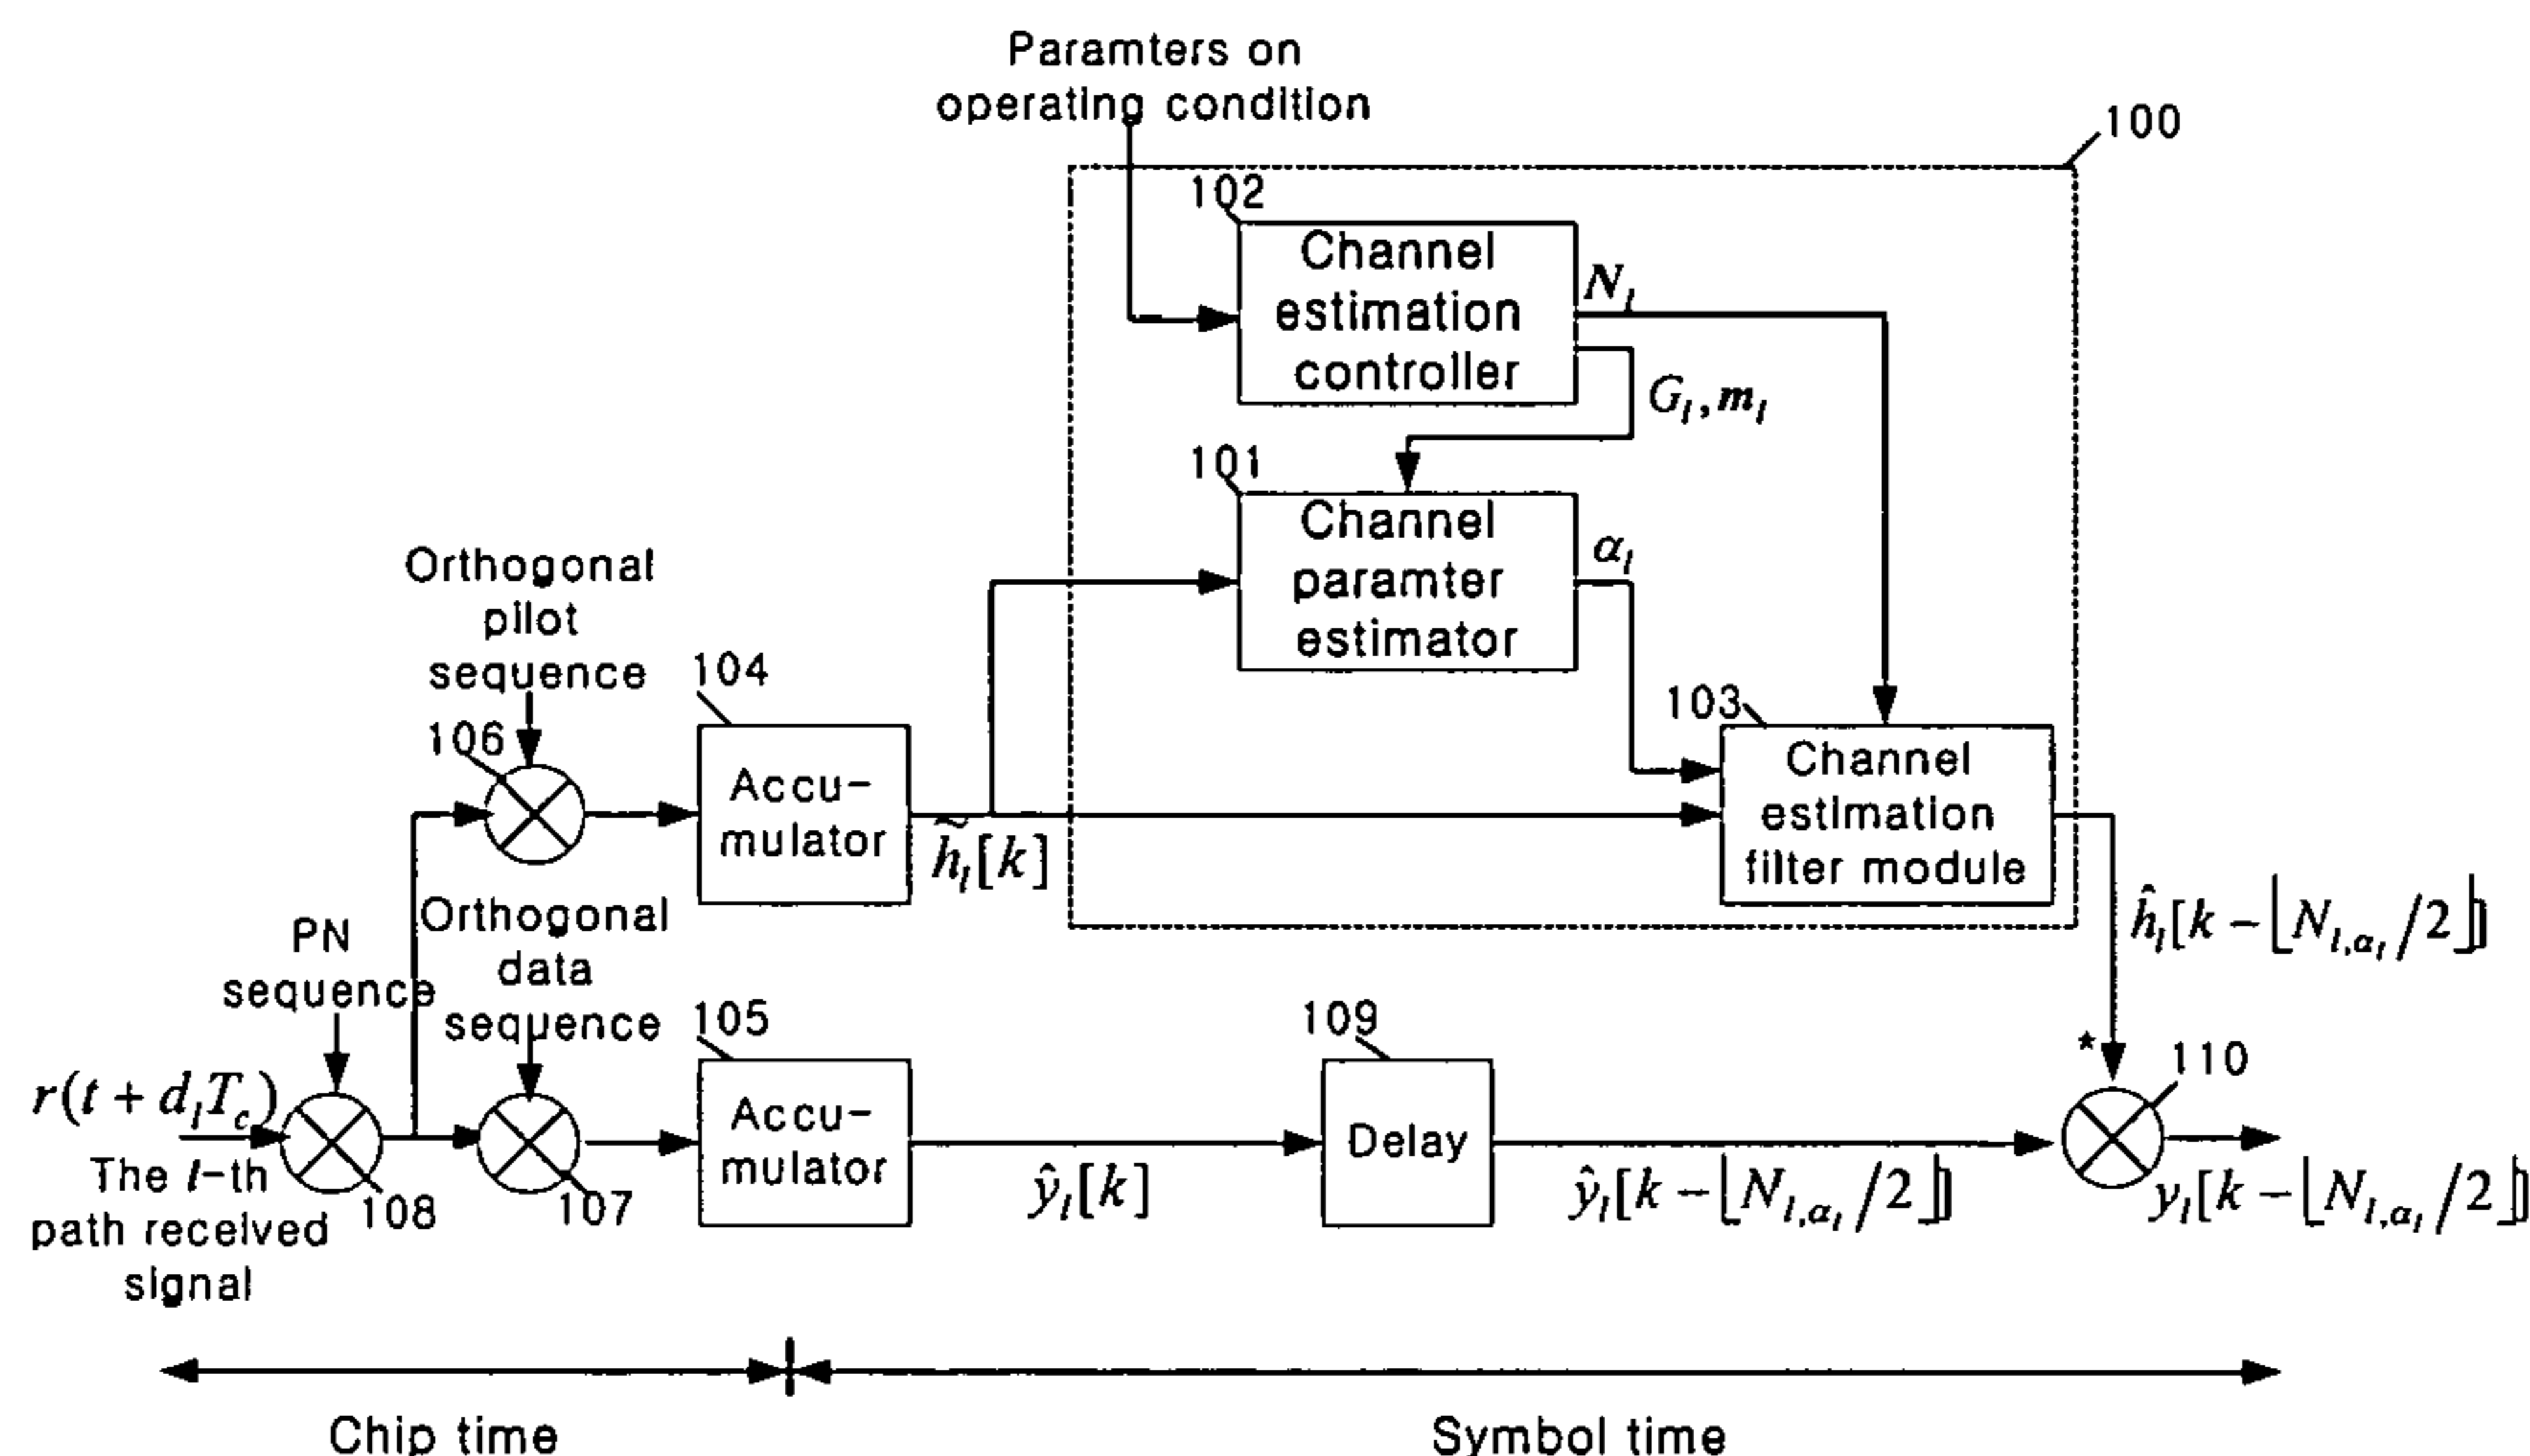 Paramters on
operating condition
100
102
Channel
estimation
controller
N_l
G_l, m_l
101
Channel
paramter
estimator
α_l
Orthogonal
pilot
sequence
104
106
Accu-
mulator
h̃_l[k]
103
Channel
estimation
filter module
ĥ_l[k - ⌊N_{l,α_l}/2⌋]
PN
sequence
Orthogonal
data
sequence
105
109
*
110
r(t + d_l T_c)
The l-th
path received
signal
108
107
Accu-
mulator
ŷ_l[k]
Delay
ŷ_l[k - ⌊N_{l,α_l}/2⌋]
y_l[k - ⌊N_{l,α_l}/2⌋]
Chip time
Symbol time